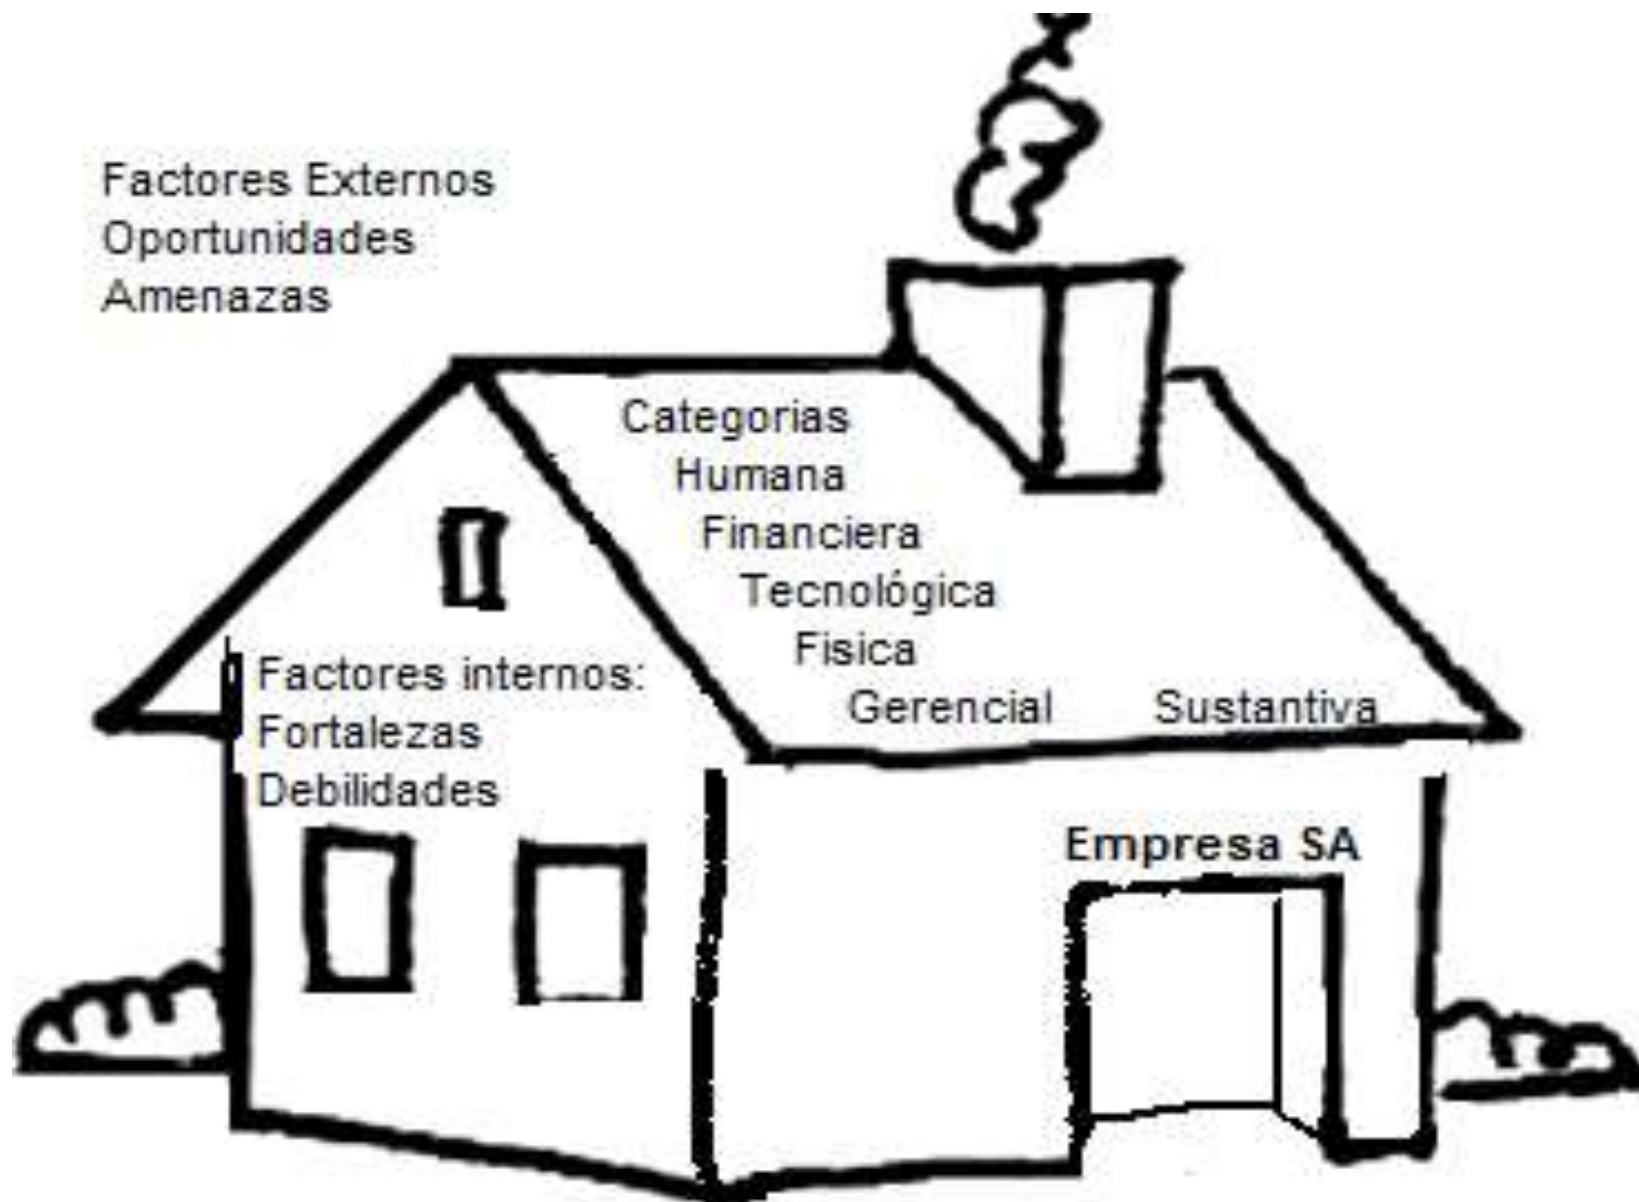 Factores Externos
Oportunidades
Amenazas
Categorias
Humana
Financiera
Tecnológica
Fisica
Gerencial Sustantiva
Factores internos:
Fortalezas
Debilidades
Empresa SA